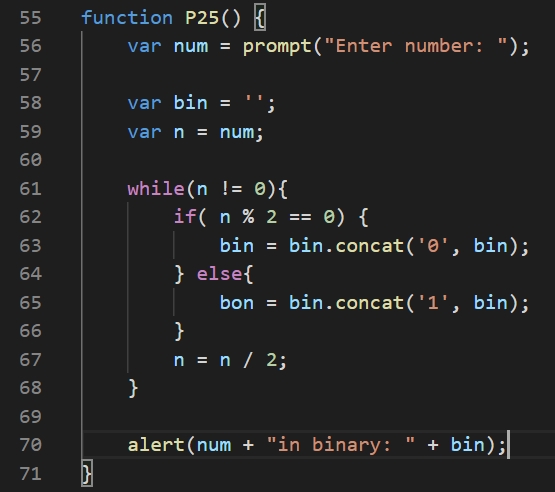 55 function P25() {
56 var num = prompt("Enter number: ");
57
58 var bin = '';
59 var n = num;
60
61 while(n != 0){
62 if( n % 2 == 0) {
63 bin = bin.concat('0', bin);
64 } else{
65 bon = bin.concat('1', bin);
66 }
67 n = n / 2;
68 }
69
70 alert(num + "in binary: " + bin);
71 }